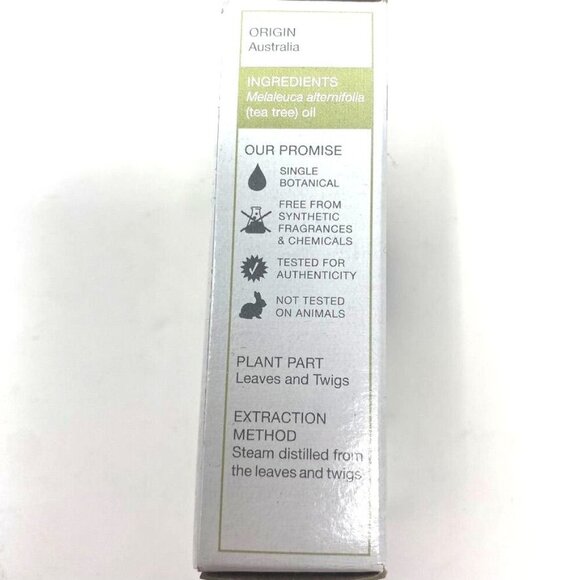 ORIGIN
Australia
INGREDIENTS
Melaleuca alternifolia
(tea tree) oil
OUR PROMISE
SINGLE
BOTANICAL
FREE FROM
SYNTHETIC
FRAGRANCES
& CHEMICALS
TESTED FOR
AUTHENTICITY
NOT TESTED
ON ANIMALS
PLANT PART
Leaves and Twigs
EXTRACTION
METHOD
Steam distilled from
the leaves and twigs